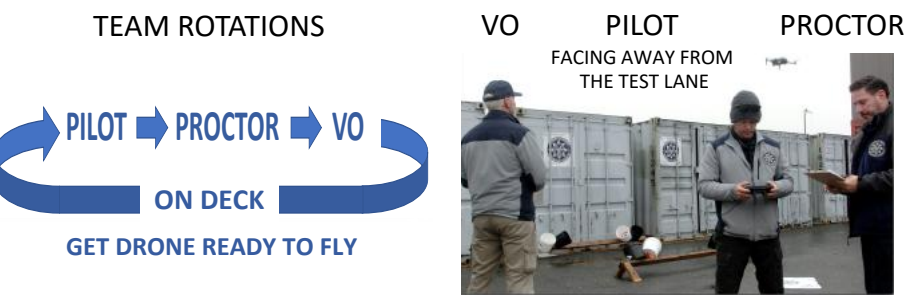 TEAM ROTATIONS
PILOT PROCTOR VO
ON DECK
GET DRONE READY TO FLY
VO PILOT PROCTOR
FACING AWAY FROM
THE TEST LANE